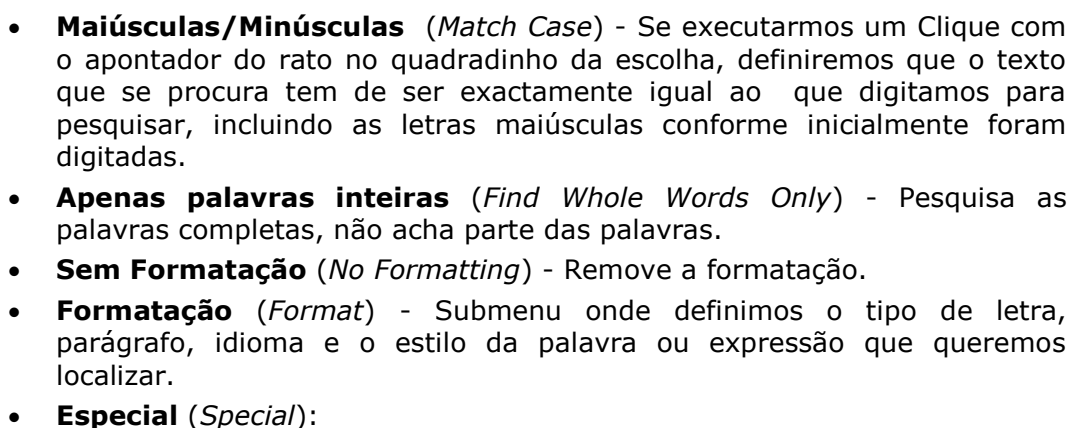 • Maiúsculas/Minúsculas (Match Case) - Se executarmos um Clique com
o apontador do rato no quadradinho da escolha, definiremos que o texto
que se procura tem de ser exactamente igual ao que digitamos para
pesquisar, incluindo as letras maiúsculas conforme inicialmente foram
digitadas.
• Apenas palavras inteiras (Find Whole Words Only) - Pesquisa as
palavras completas, não acha parte das palavras.
• Sem Formatação (No Formatting) - Remove a formatação.
• Formatação (Format) - Submenu onde definimos o tipo de letra,
parágrafo, idioma e o estilo da palavra ou expressão que queremos
localizar.
• Especial (Special):